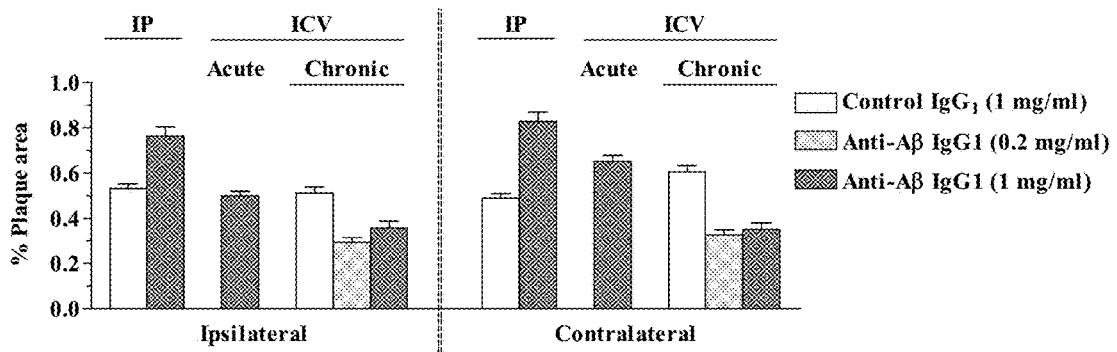 IP ICV IP ICV
Acute Chronic Acute Chronic
% Plaque area
1.0
0.8
0.6
0.4
0.2
0.0
Ipsilateral Contralateral
Control IgG₁ (1 mg/ml)
Anti-Aβ IgG1 (0.2 mg/ml)
Anti-Aβ IgG1 (1 mg/ml)